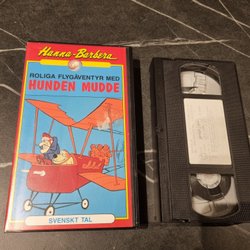 Hanna-Barbera
ROLIGA FLYGÄVENTYR MED
HUNDEN MUDDE
SVENSKT TAL